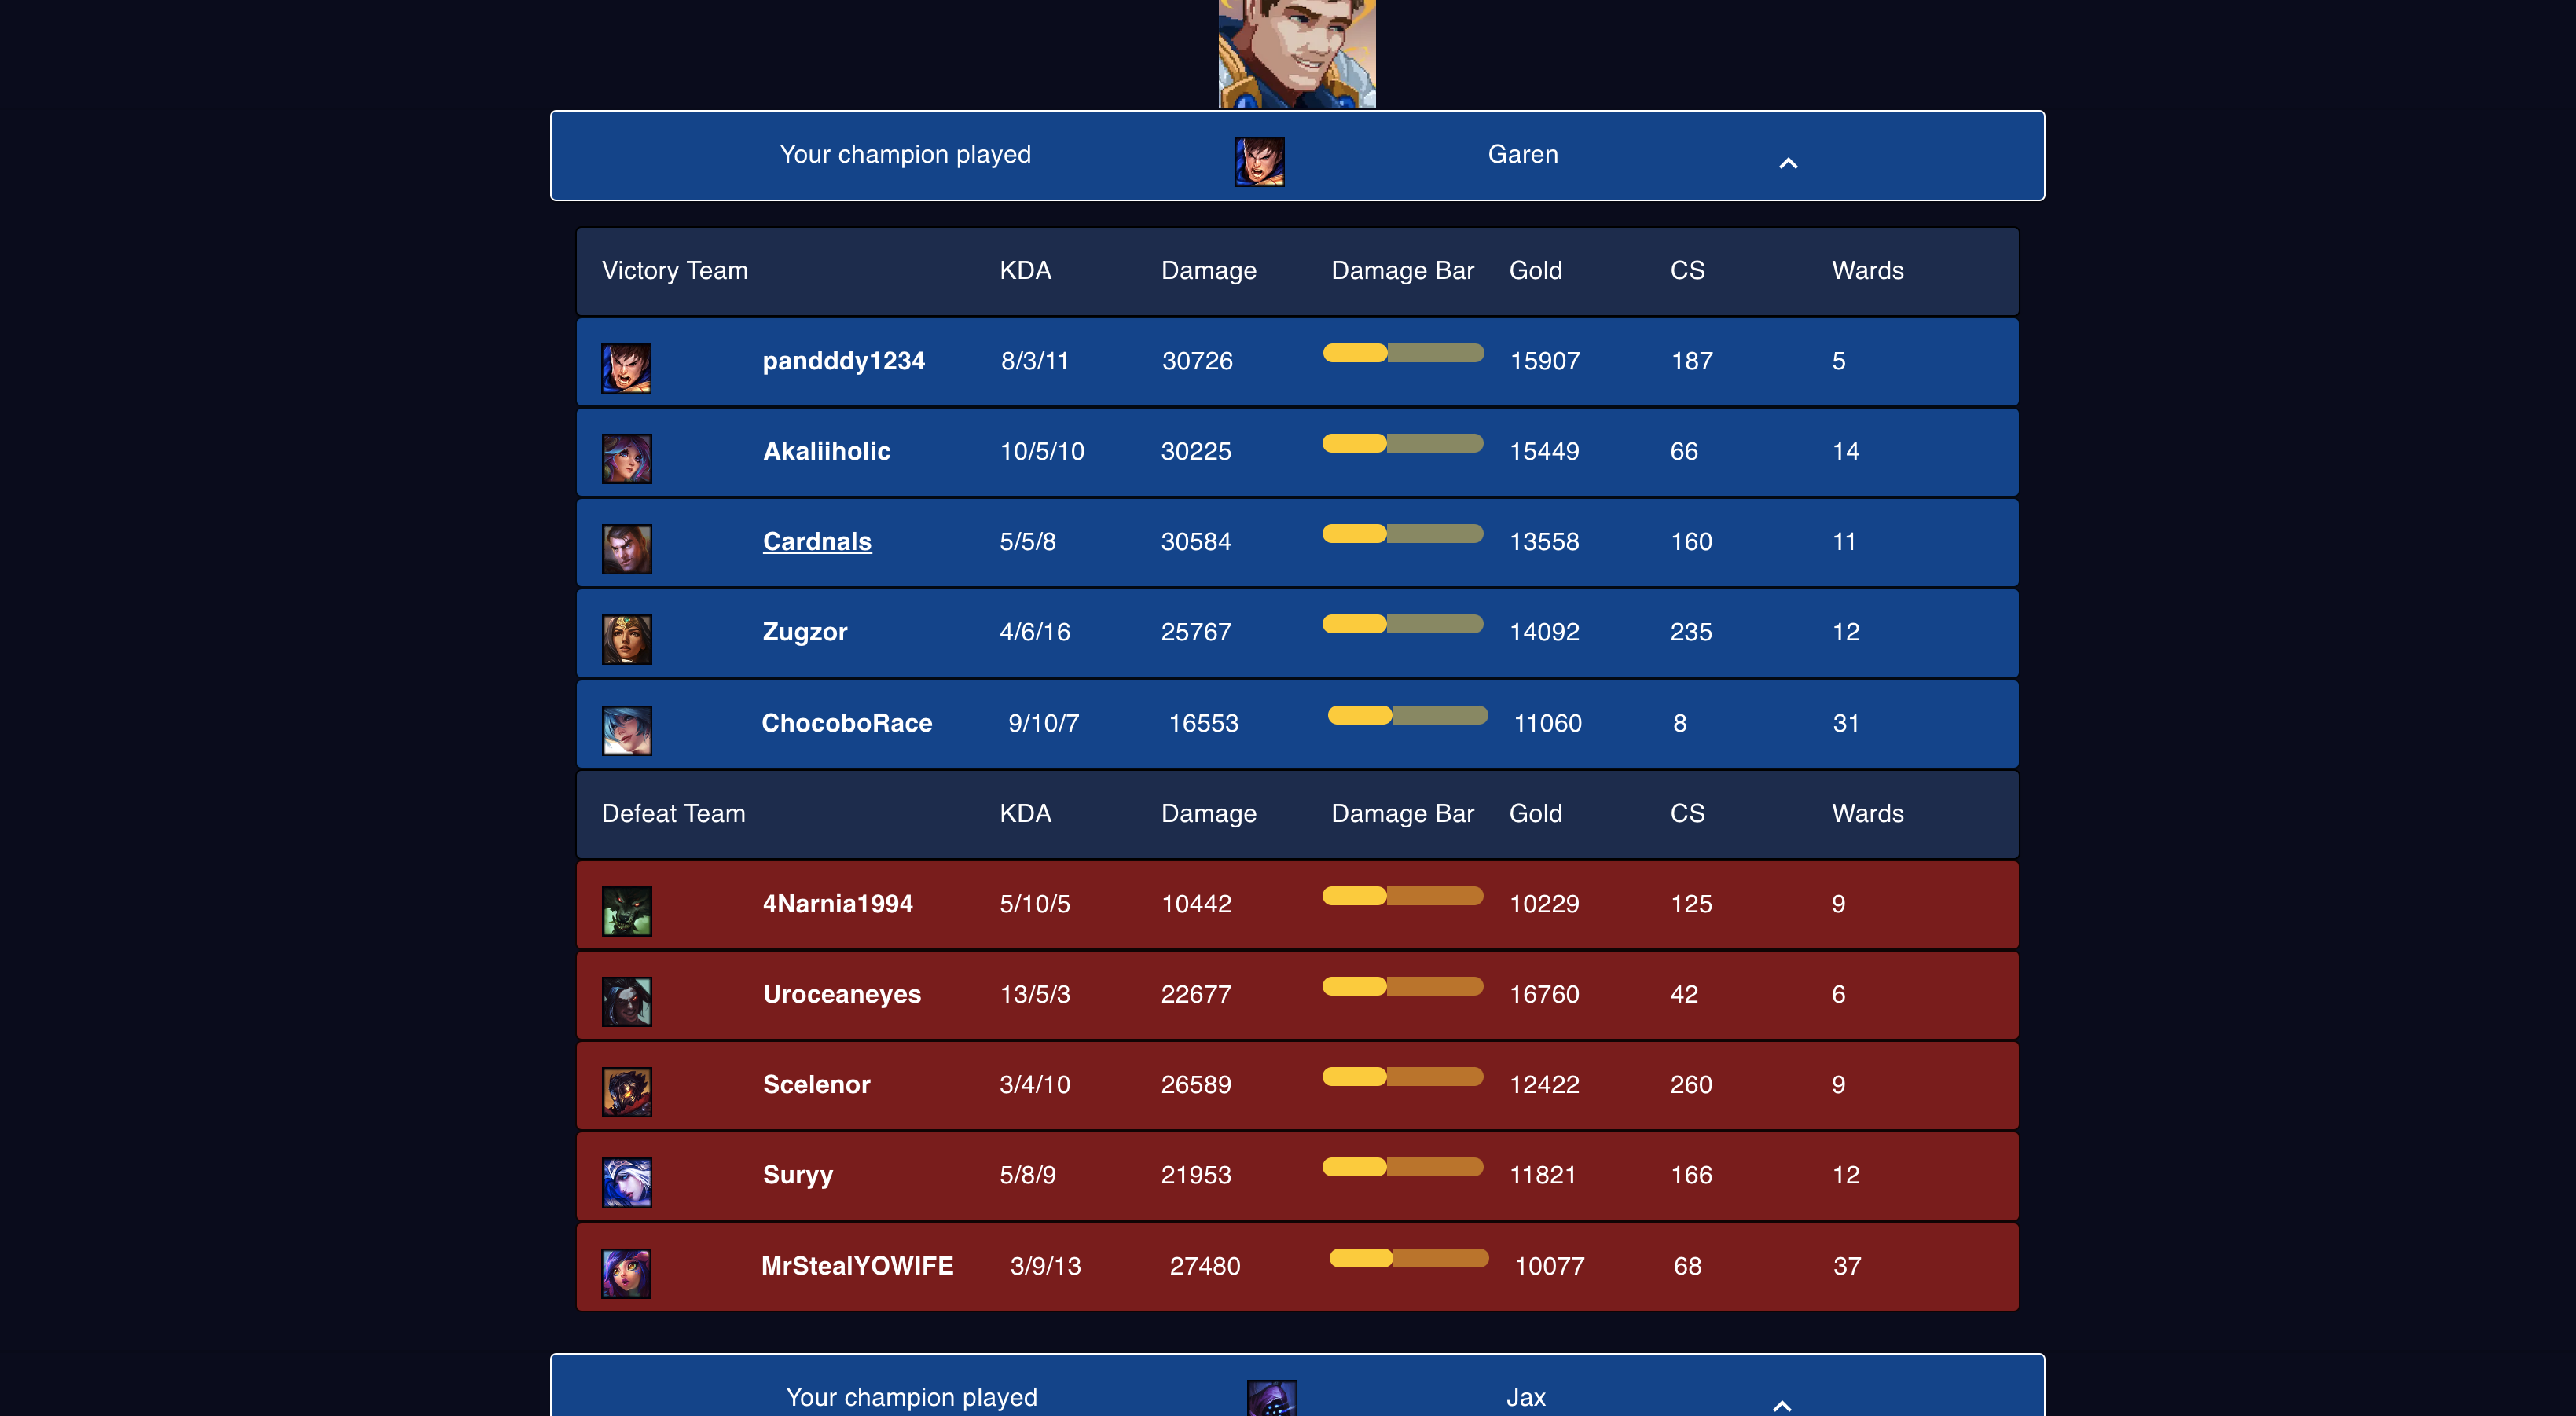 Your champion played Garen
Victory Team KDA Damage Damage Bar Gold CS Wards
pandddy1234 8/3/11 30726 15907 187 5
Akaliiholic 10/5/10 30225 15449 66 14
Cardnals 5/5/8 30584 13558 160 11
Zugzor 4/6/16 25767 14092 235 12
ChocoboRace 9/10/7 16553 11060 8 31
Defeat Team KDA Damage Damage Bar Gold CS Wards
4Narnia1994 5/10/5 10442 10229 125 9
Uroceaneyes 13/5/3 22677 16760 42 6
Scelenor 3/4/10 26589 12422 260 9
Suryy 5/8/9 21953 11821 166 12
MrStealYOWIFE 3/9/13 27480 10077 68 37
Your champion played Jax